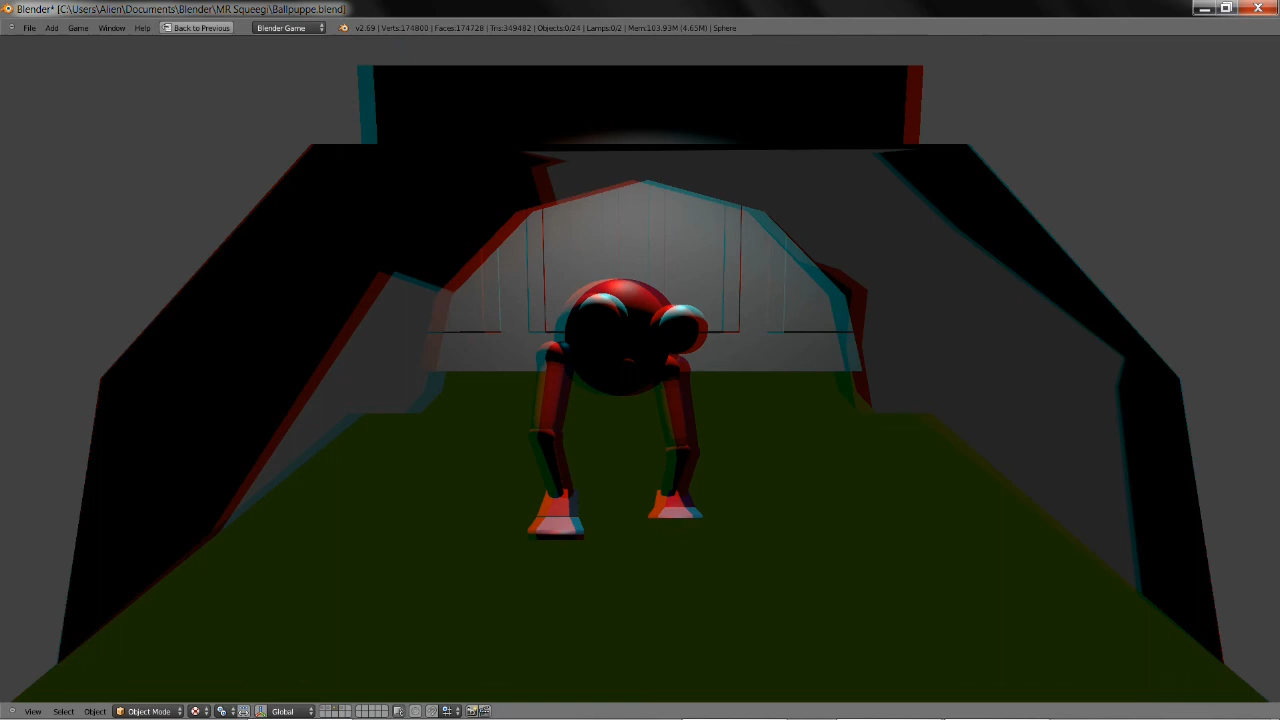 Blender* [C:\Users\Alien\Documents\Blender\MR Squeegi\Ballpuppe.blend]
File Add Game Window Help Back to Previous Blender Game v2.69 | Verts:174800 | Faces:174728 | Tris:349482 | Objects:0/24 | Lamps:0/2 | Mem:103.93M (4.65M) | Sphere
View Select Object Object Mode Global